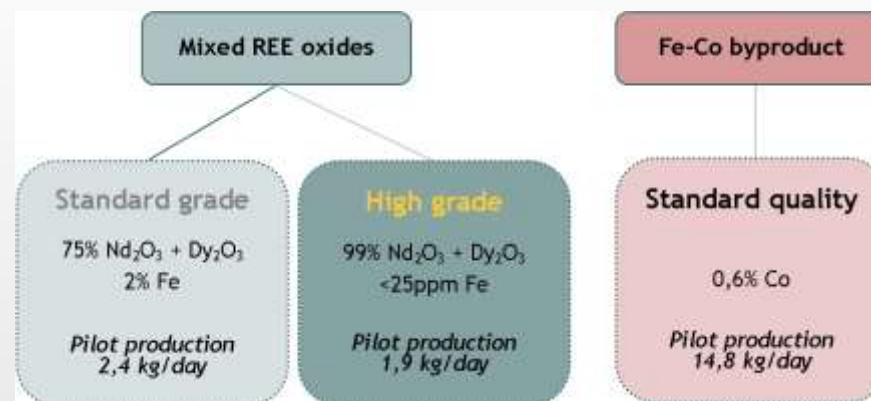 Mixed REE oxides
Fe-Co byproduct
Standard grade
75% Nd₂O₃ + Dy₂O₃
2% Fe
Pilot production
2,4 kg/day
High grade
99% Nd₂O₃ + Dy₂O₃
<25ppm Fe
Pilot production
1,9 kg/day
Standard quality
0,6% Co
Pilot production
14,8 kg/day